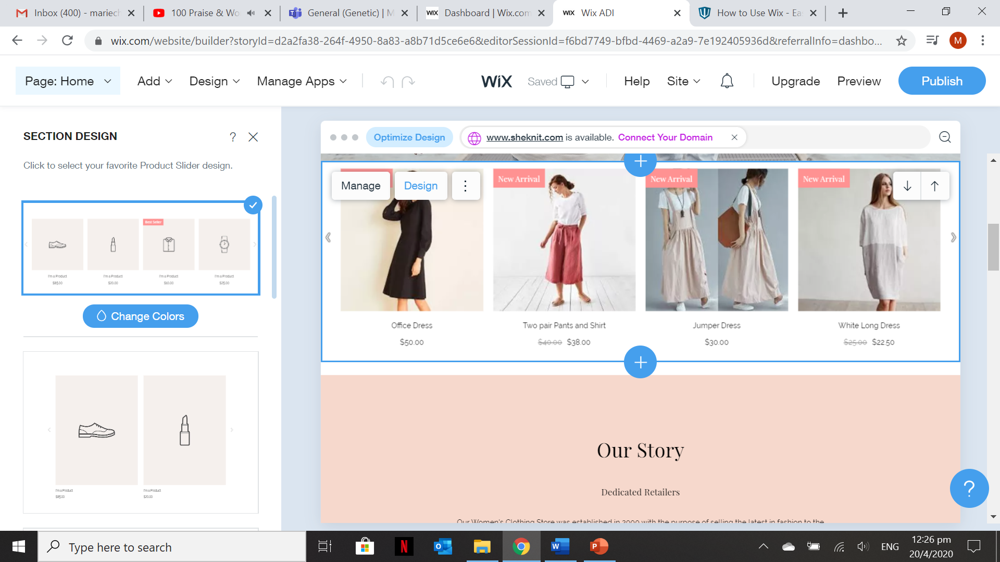 Inbox (400) - mariech
100 Praise & Wo
General (Genetic) | M
WIX Dashboard | Wix.com
WIX Wix ADI
How to Use Wix - Ea
wix.com/website/builder?storyId=d2a2fa38-264f-4950-8a83-a8b71d5ce6e6&editorSessionId=f6bd7749-bfbd-4469-a2a9-7e192405936d&referralInfo=dashbo...
M
Page: Home
Add
Design
Manage Apps
WiX
Saved
Help
Site
Upgrade
Preview
Publish
SECTION DESIGN
?
Click to select your favorite Product Slider design.
Best Seller
I'm a Product
I'm a Product
I'm a Product
I'm a Product
$85.00
$20.00
$10.00
$25.00
Change Colors
I'm a Product
I'm a Product
$85.00
$20.00
Optimize Design
www.sheknit.com is available. Connect Your Domain
Manage
Design
New Arrival
New Arrival
New Arrival
Office Dress
Two pair Pants and Shirt
Jumper Dress
White Long Dress
$50.00
$40.00 $38.00
$30.00
$25.00 $22.50
Our Story
Dedicated Retailers
Our Women's Clothing Store was established in 2000 with the purpose of selling the latest in fashion to the
?
Type here to search
N
O
W
P
ENG
12:26 pm
20/4/2020